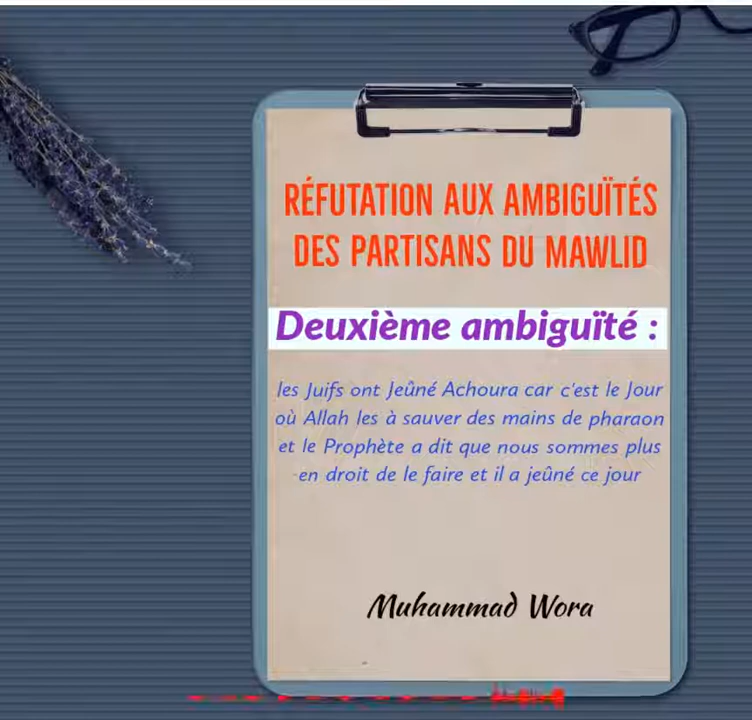 RÉFUTATION AUX AMBIGUÏTÉS
DES PARTISANS DU MAWLID
Deuxième ambiguïté :
les Juifs ont Jeûné Achoura car c'est le Jour
où Allah les à sauver des mains de pharaon
et le Prophète a dit que nous sommes plus
en droit de le faire et il a jeûné ce jour
Muhammad Wora